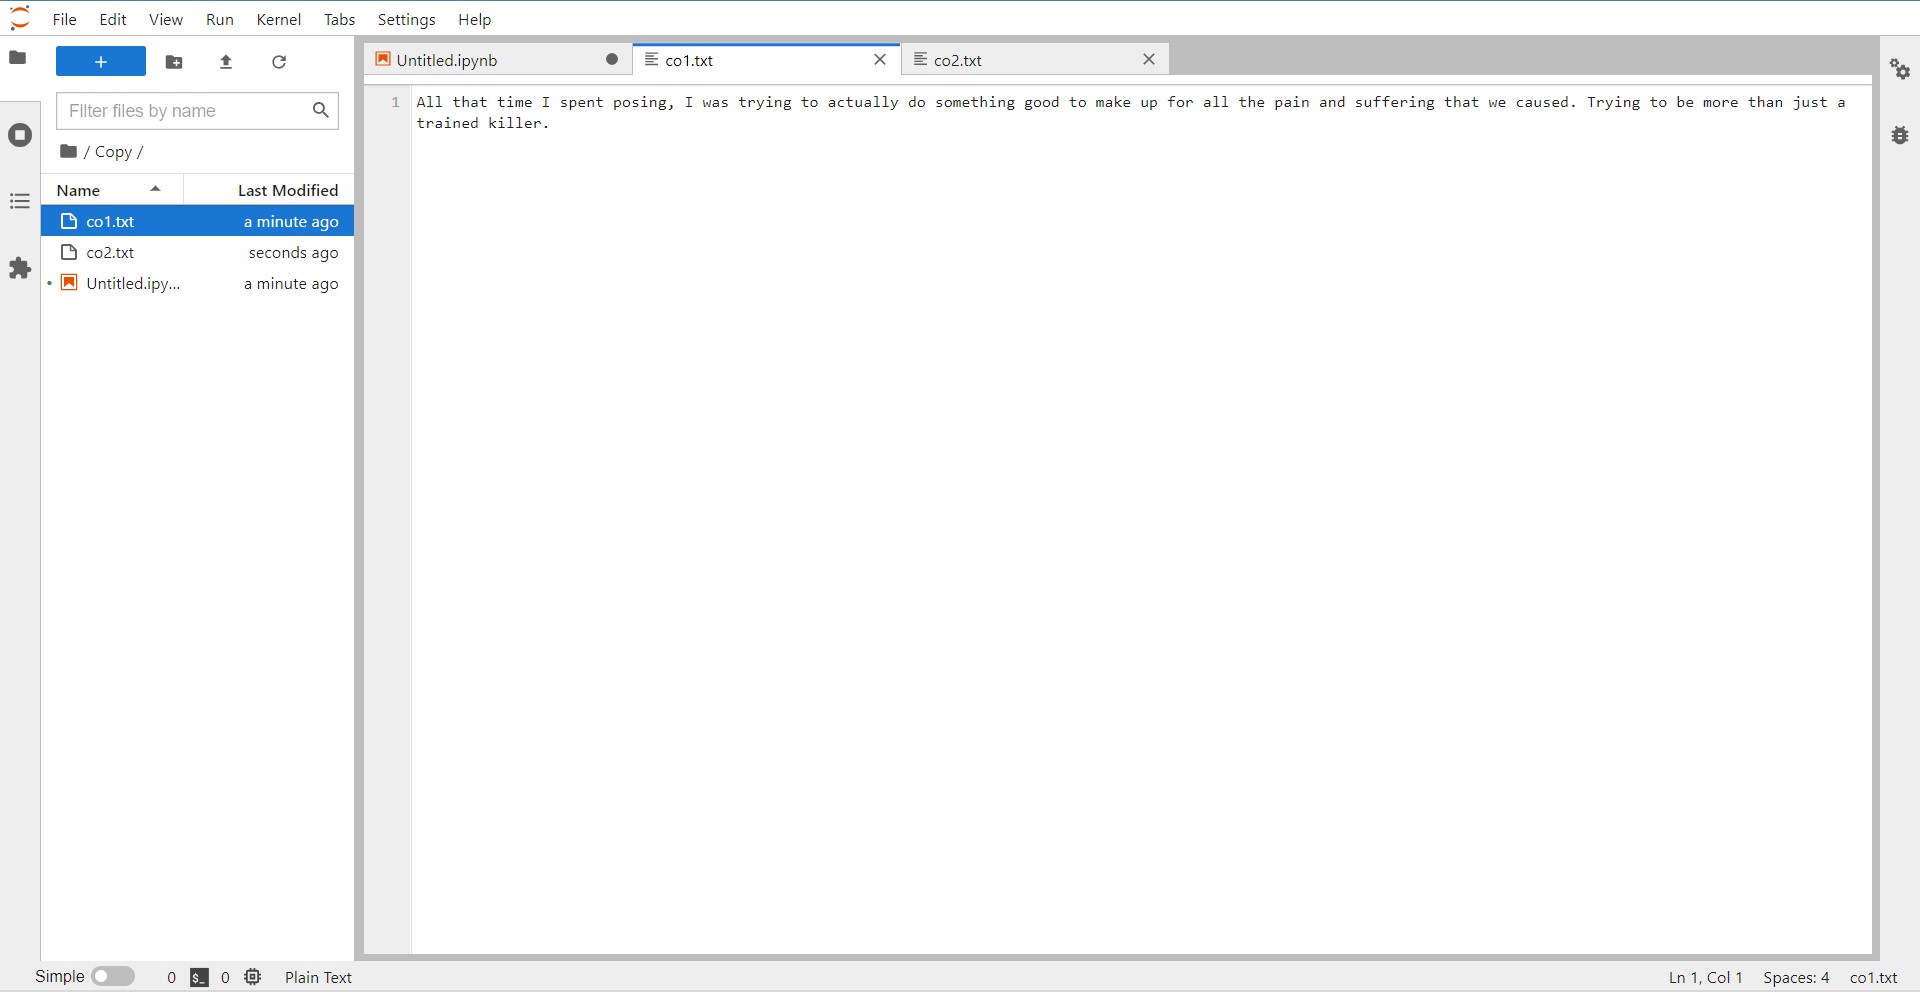 File Edit View Run Kernel Tabs Settings Help
+
Filter files by name
/ Copy /
Name Last Modified
co1.txt a minute ago
co2.txt seconds ago
Untitled.ipy... a minute ago
Untitled.ipynb co1.txt co2.txt
1 All that time I spent posing, I was trying to actually do something good to make up for all the pain and suffering that we caused. Trying to be more than just a
trained killer.
Simple 0 $_ 0 Plain Text Ln 1, Col 1 Spaces: 4 co1.txt